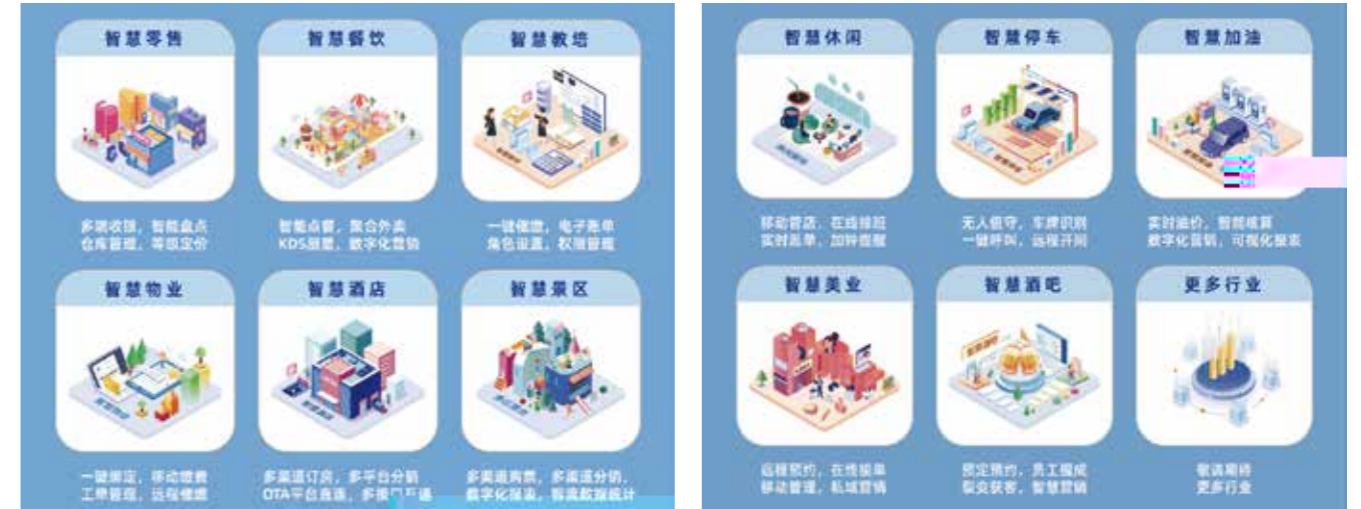 智慧零售
多端收银，智能盘点
仓库管理，等级定价
智慧餐饮
智能点餐，聚合外卖
KDS 数字化营销
智慧教培
一键催缴，电子账单
角色设置，权限管理
智慧物业
一键绑定，移动缴费
工单管理，远程
智慧酒店
多渠道订房，多平台分销
OTA平台直连，
智慧景区
多渠道购票，多渠道分销，
数字化报表，客流数据统计
智慧休闲
移动管店，在线排班
实时账单，加钟提醒
智慧停车
无人值守，车牌识别
一键呼叫，远程开闸
智慧加油
实时油价，智能核算
数字化营销，可视化报表
智慧美业
远程预约，在线接单
移动管理，私域营销
智慧酒吧
预定预约，员工提成
裂变获客，智慧营销
更多行业
敬请期待
更多行业